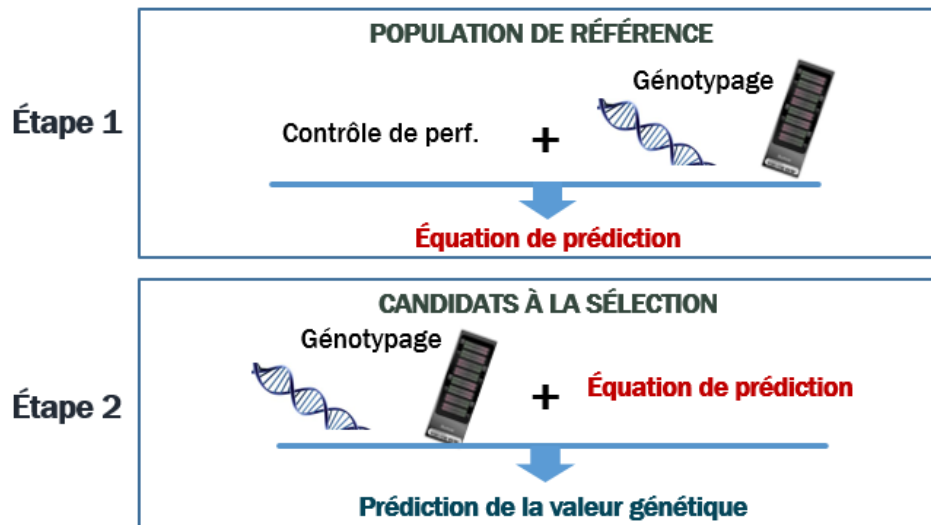 POPULATION DE RÉFÉRENCE
Étape 1
Génotypage
Contrôle de perf.
+
Équation de prédiction
CANDIDATS À LA SÉLECTION
Étape 2
Génotypage
+
Équation de prédiction
Prédiction de la valeur génétique